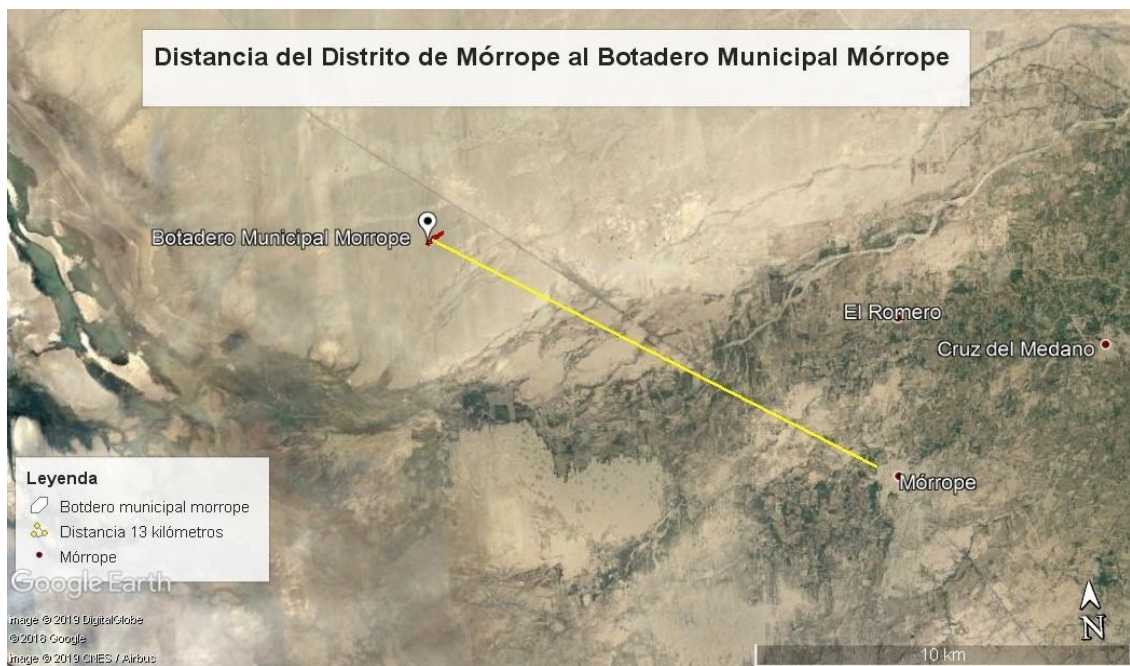 Distancia del Distrito de Mórrope al Botadero Municipal Mórrope
Botadero Municipal Morrope
El Romero
Cruz del Medano
Mórrope
Leyenda
Botdero municipal morrope
Distancia 13 kilómetros
Mórrope
Google Earth
Image © 2019 DigitalGlobe
© 2018 Google
Image © 2019 CNES / Airbus
N
10 km